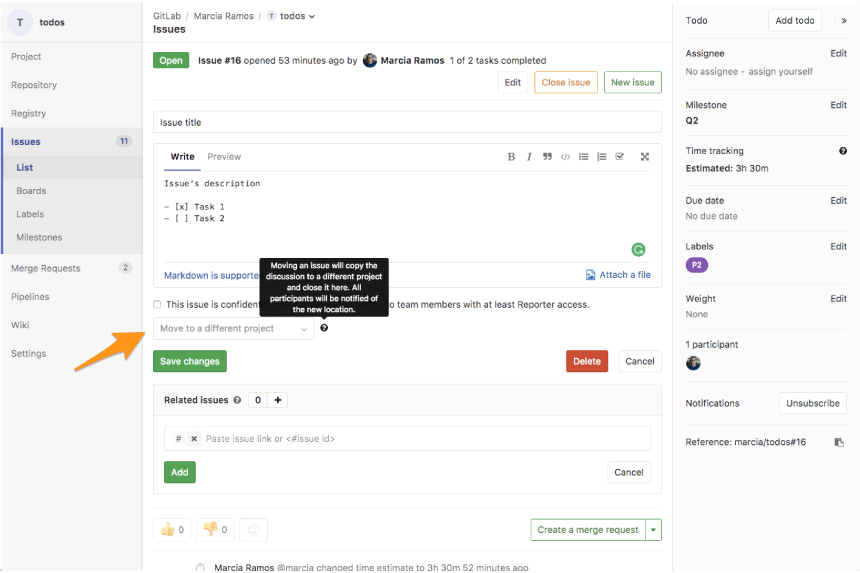 T todos
Project
Repository
Registry
Issues 11
List
Boards
Labels
Milestones
Merge Requests 2
Pipelines
Wiki
Settings
GitLab / Marcia Ramos / T todos
Issues
Open Issue #16 opened 53 minutes ago by Marcia Ramos 1 of 2 tasks completed
Edit Close issue New issue
Issue title
Write Preview
Issue's description
- [x] Task 1
- [ ] Task 2
Markdown is supporte
Attach a file
Moving an issue will copy the
discussion to a different project
and close it here. All
participants will be notified of
the new location.
This issue is confident o team members with at least Reporter access.
Move to a different project
Save changes Delete Cancel
Related issues 0 +
# Paste issue link or <#issue id>
Add Cancel
0 0
Create a merge request
Marcia Ramos @marcia changed time estimate to 3h 30m 52 minutes ago
Todo Add todo »
Assignee Edit
No assignee - assign yourself
Milestone Edit
Q2
Time tracking
Estimated: 3h 30m
Due date Edit
No due date
Labels Edit
P2
Weight Edit
None
1 participant
Notifications Unsubscribe
Reference: marcia/todos#16